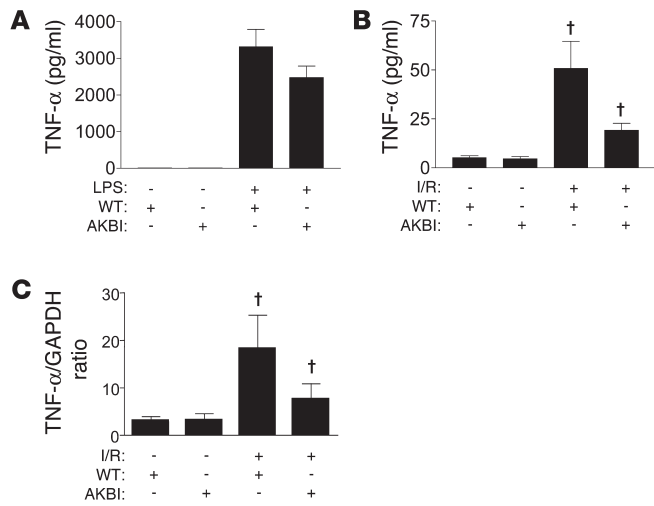 A
TNF-α (pg/ml)
4000
3000
2000
1000
0
LPS: - - + +
WT: + - + -
AKBI: - + - +
B
TNF-α (pg/ml)
75
50
25
0
† †
I/R: - - + +
WT: + - + -
AKBI: - + - +
C
TNF-α/GAPDH
ratio
30
20
10
0
† †
I/R: - - + +
WT: + - + -
AKBI: - + - +